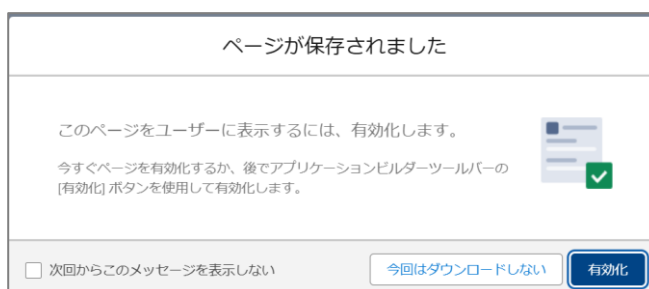 ページが保存されました
このページをユーザーに表示するには、有効化します。
今すぐページを有効化するか、後でアプリケーションビルダーツールバーの
[有効化] ボタンを使用して有効化します。
次回からこのメッセージを表示しない
今回はダウンロードしない
有効化